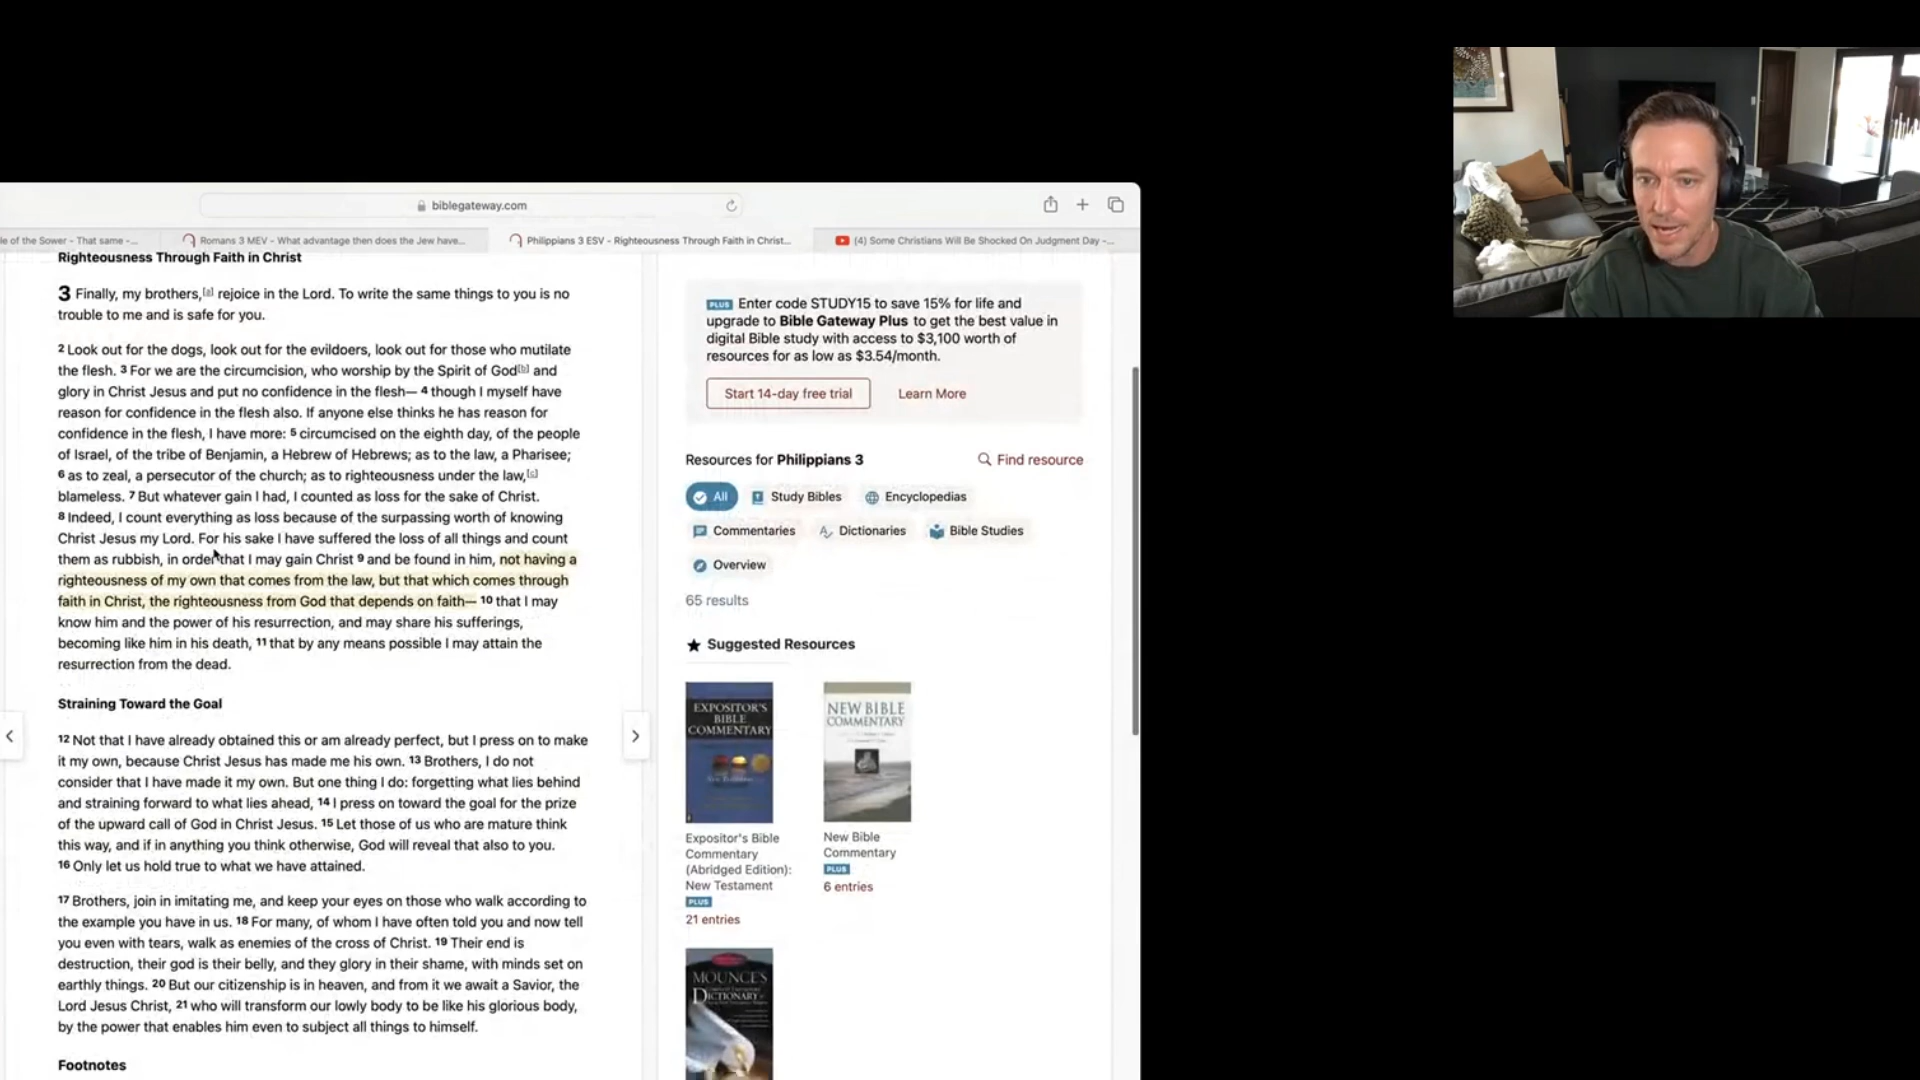 biblegateway.com
le of the Sower - That same -...
Romans 3 MEV - What advantage then does the Jew have...
Philippians 3 ESV - Righteousness Through Faith in Christ...
(4) Some Christians Will Be Shocked On Judgment Day -...
Righteousness Through Faith in Christ
3 Finally, my brothers,[a] rejoice in the Lord. To write the same things to you is no
trouble to me and is safe for you.
2 Look out for the dogs, look out for the evildoers, look out for those who mutilate
the flesh. 3 For we are the circumcision, who worship by the Spirit of God[b] and
glory in Christ Jesus and put no confidence in the flesh— 4 though I myself have
reason for confidence in the flesh also. If anyone else thinks he has reason for
confidence in the flesh, I have more: 5 circumcised on the eighth day, of the people
of Israel, of the tribe of Benjamin, a Hebrew of Hebrews; as to the law, a Pharisee;
6 as to zeal, a persecutor of the church; as to righteousness under the law,[c]
blameless. 7 But whatever gain I had, I counted as loss for the sake of Christ.
8 Indeed, I count everything as loss because of the surpassing worth of knowing
Christ Jesus my Lord. For his sake I have suffered the loss of all things and count
them as rubbish, in order that I may gain Christ 9 and be found in him, not having a
righteousness of my own that comes from the law, but that which comes through
faith in Christ, the righteousness from God that depends on faith— 10 that I may
know him and the power of his resurrection, and may share his sufferings,
becoming like him in his death, 11 that by any means possible I may attain the
resurrection from the dead.
Straining Toward the Goal
12 Not that I have already obtained this or am already perfect, but I press on to make
it my own, because Christ Jesus has made me his own. 13 Brothers, I do not
consider that I have made it my own. But one thing I do: forgetting what lies behind
and straining forward to what lies ahead, 14 I press on toward the goal for the prize
of the upward call of God in Christ Jesus. 15 Let those of us who are mature think
this way, and if in anything you think otherwise, God will reveal that also to you.
16 Only let us hold true to what we have attained.
17 Brothers, join in imitating me, and keep your eyes on those who walk according to
the example you have in us. 18 For many, of whom I have often told you and now tell
you even with tears, walk as enemies of the cross of Christ. 19 Their end is
destruction, their god is their belly, and they glory in their shame, with minds set on
earthly things. 20 But our citizenship is in heaven, and from it we await a Savior, the
Lord Jesus Christ, 21 who will transform our lowly body to be like his glorious body,
by the power that enables him even to subject all things to himself.
Footnotes
PLUS Enter code STUDY15 to save 15% for life and
upgrade to Bible Gateway Plus to get the best value in
digital Bible study with access to $3,100 worth of
resources for as low as $3.54/month.
Start 14-day free trial
Learn More
Resources for Philippians 3
Find resource
All
Study Bibles
Encyclopedias
Commentaries
Dictionaries
Bible Studies
Overview
65 results
Suggested Resources
EXPOSITOR'S
BIBLE
COMMENTARY
NEW BIBLE
COMMENTARY
Expositor's Bible
Commentary
(Abridged Edition):
New Testament
PLUS
21 entries
New Bible
Commentary
PLUS
6 entries
MOUNCE'S
DICTIONARY